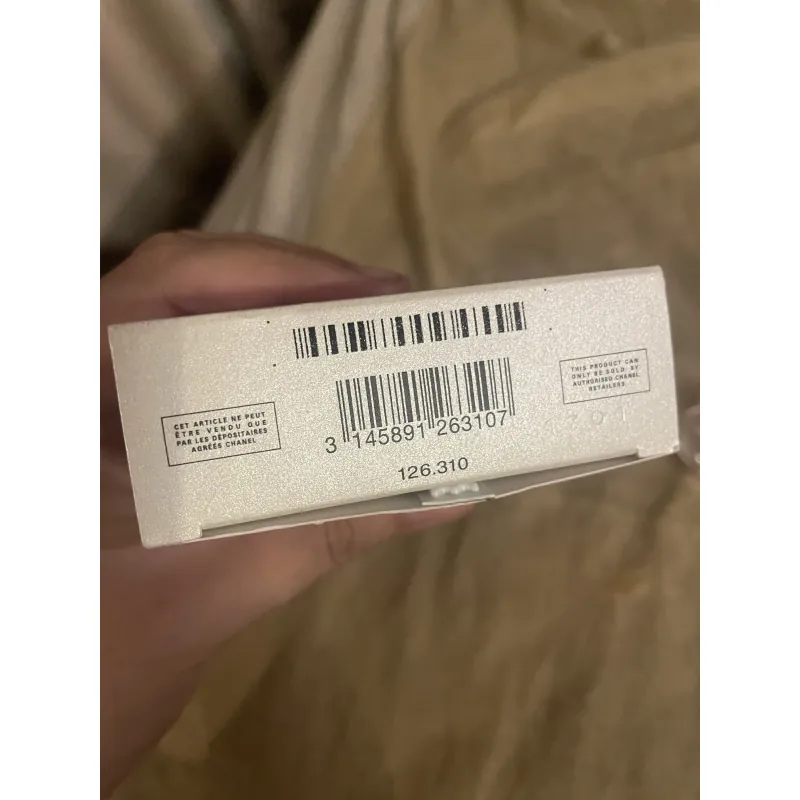 CET ARTICLE NE PEUT
ÊTRE VENDU QUE
PAR LES DÉPOSITAIRES
AGRÉÉS CHANEL
3 145891 263107
126.310
THIS PRODUCT CAN
ONLY BE SOLD BY
AUTHORISED CHANEL
RETAILERS.